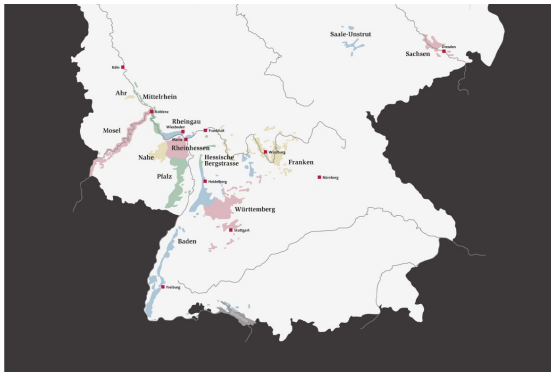 Saale-Unstrut
Dresden
Sachsen
Köln
Ahr
Mittelrhein
Koblenz
Rheingau
Wiesbaden
Frankfurt
Mosel
Mainz
Rheinhessen
Nahe
Hessische
Bergstrasse
Würzburg
Franken
Pfalz
Heidelberg
Nürnberg
Württemberg
Stuttgart
Baden
Freiburg